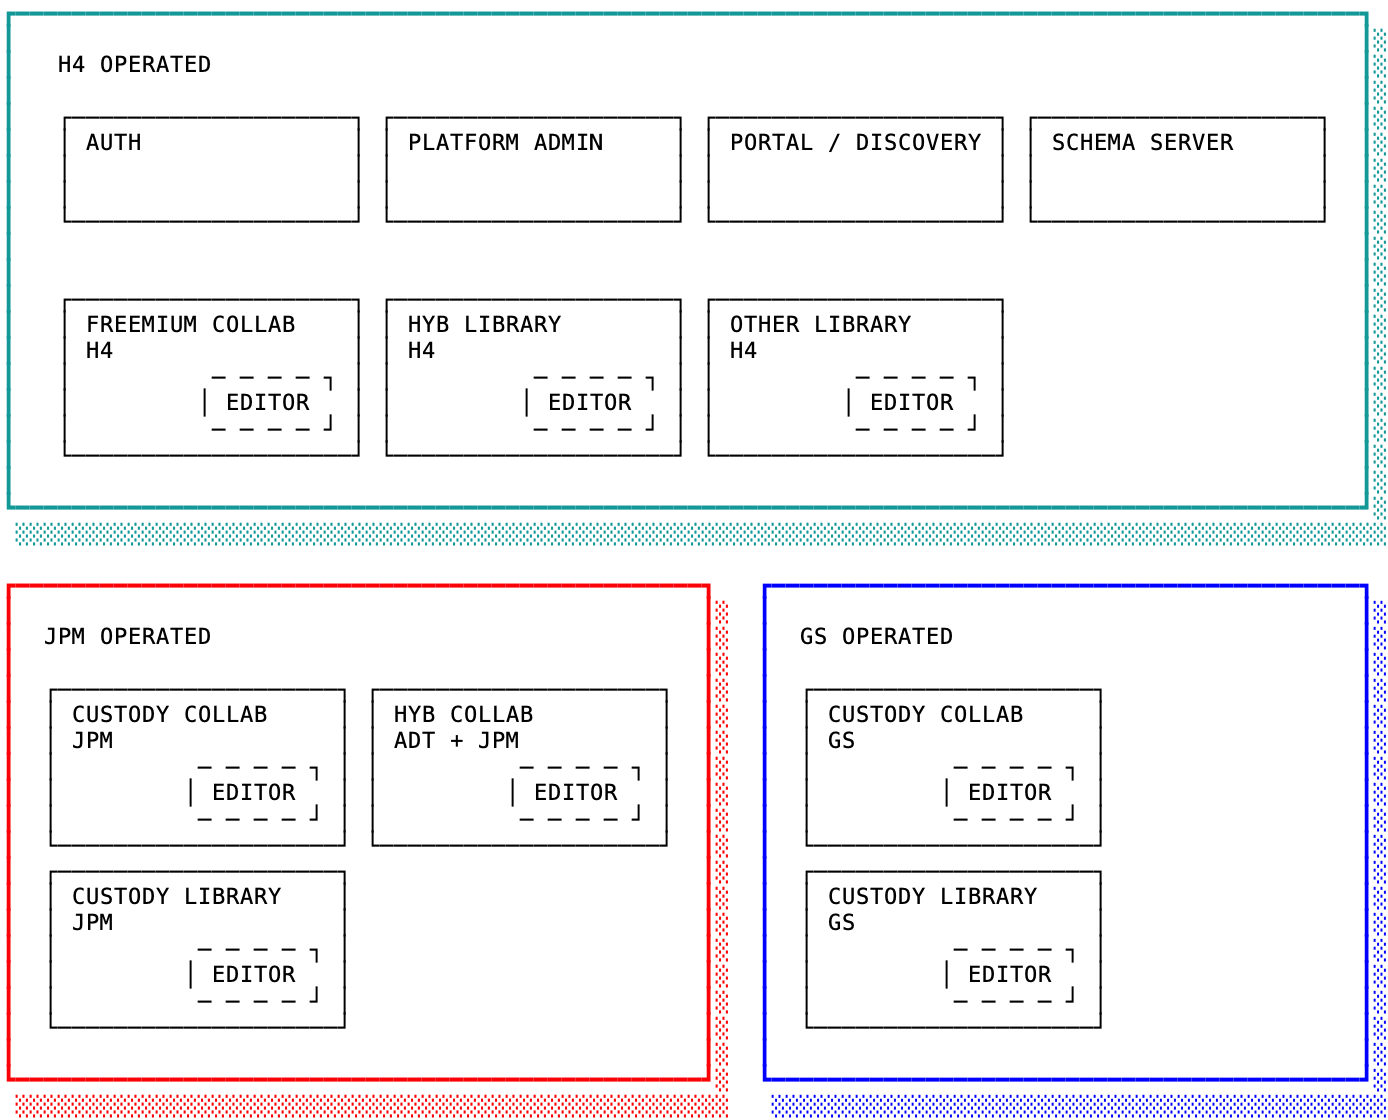 H4 OPERATED
AUTH
PLATFORM ADMIN
PORTAL / DISCOVERY
SCHEMA SERVER
FREEMIUM COLLAB
H4
EDITOR
HYB LIBRARY
H4
EDITOR
OTHER LIBRARY
H4
EDITOR
JPM OPERATED
CUSTODY COLLAB
JPM
EDITOR
HYB COLLAB
ADT + JPM
EDITOR
CUSTODY LIBRARY
JPM
EDITOR
GS OPERATED
CUSTODY COLLAB
GS
EDITOR
CUSTODY LIBRARY
GS
EDITOR